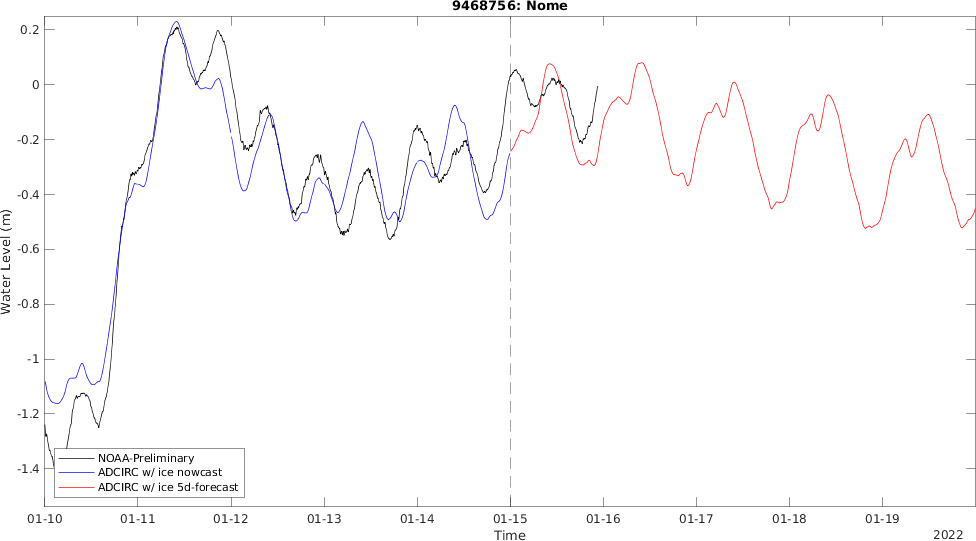 9468756: Nome
0.2
0
-0.2
-0.4
-0.6
-0.8
-1
-1.2
-1.4
Water Level (m)
NOAA-Preliminary
ADCIRC w/ ice nowcast
ADCIRC w/ ice 5d-forecast
01-10 01-11 01-12 01-13 01-14 01-15 01-16 01-17 01-18 01-19
Time
2022